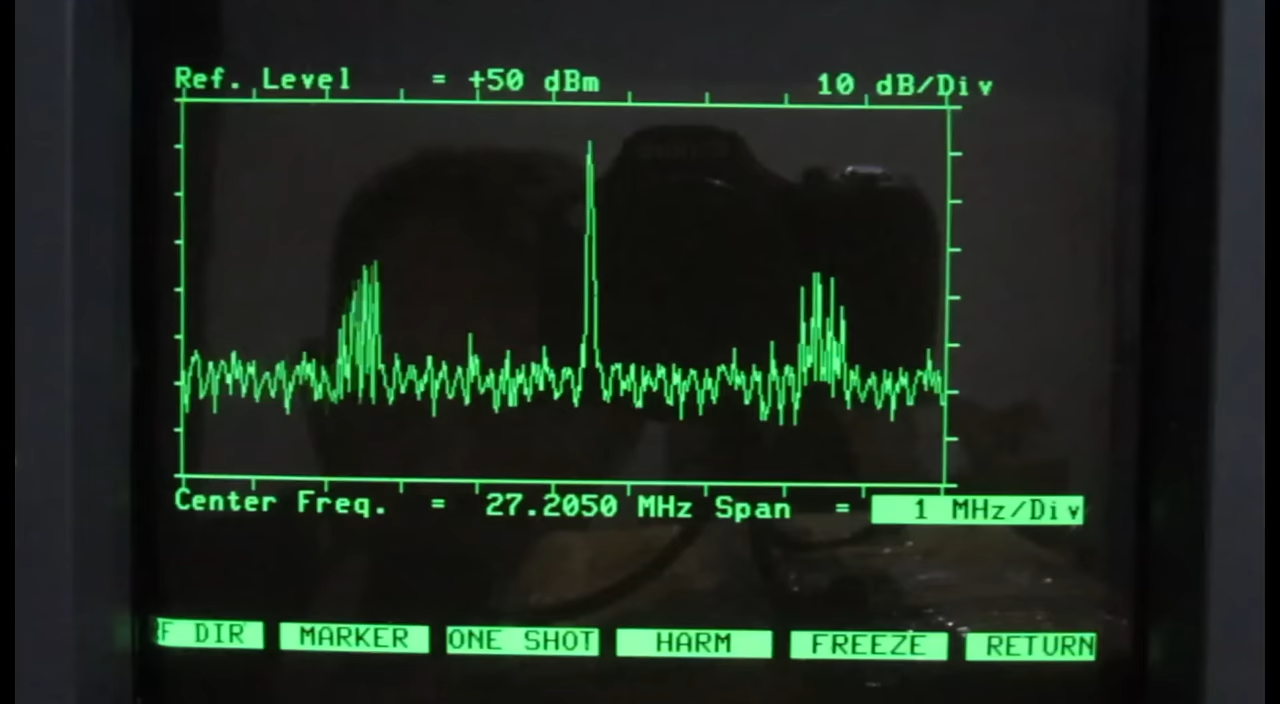 Ref. Level = +50 dBm 10 dB/Div
Center Freq. = 27.2050 MHz Span = 1 MHz/Div
F DIR MARKER ONE SHOT HARM FREEZE RETURN